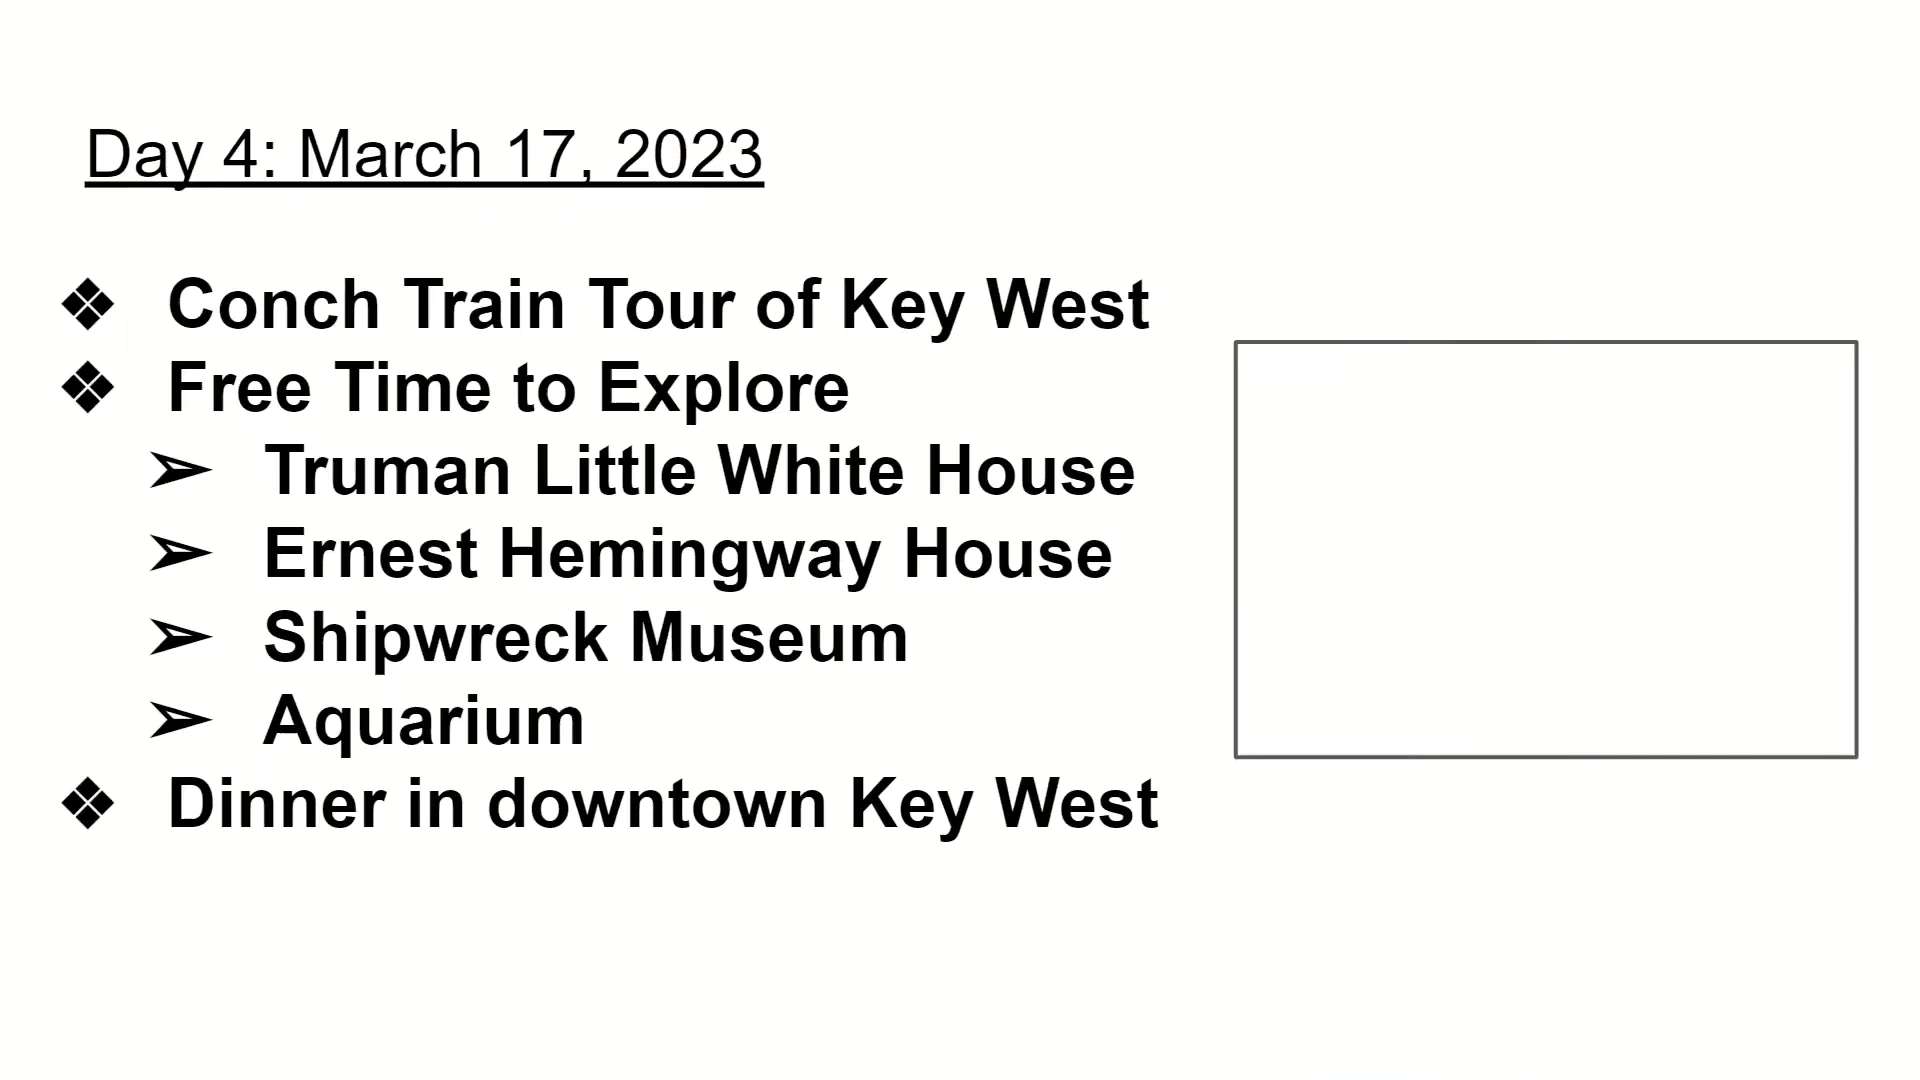 Day 4: March 17, 2023
❖ Conch Train Tour of Key West
❖ Free Time to Explore
➢ Truman Little White House
➢ Ernest Hemingway House
➢ Shipwreck Museum
➢ Aquarium
❖ Dinner in downtown Key West